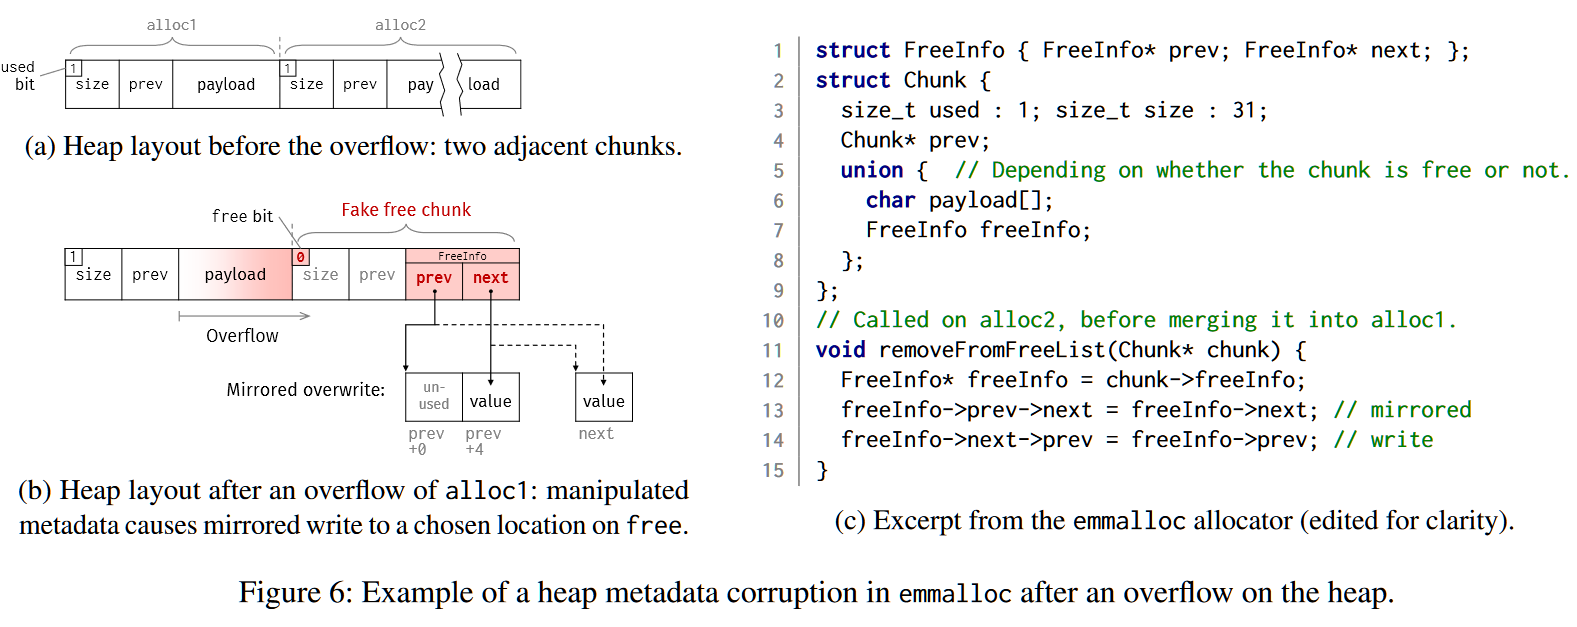 alloc1 alloc2
used bit
1 size prev payload 1 size prev pay load
(a) Heap layout before the overflow: two adjacent chunks.
free bit Fake free chunk
1 size prev payload 0 size prev FreeInfo prev next
Overflow
Mirrored overwrite: un-used value value
prev +0 prev +4 next
(b) Heap layout after an overflow of alloc1: manipulated
metadata causes mirrored write to a chosen location on free.
1 struct FreeInfo { FreeInfo* prev; FreeInfo* next; };
2 struct Chunk {
3 size_t used : 1; size_t size : 31;
4 Chunk* prev;
5 union { // Depending on whether the chunk is free or not.
6 char payload[];
7 FreeInfo freeInfo;
8 };
9 };
10 // Called on alloc2, before merging it into alloc1.
11 void removeFromFreeList(Chunk* chunk) {
12 FreeInfo* freeInfo = chunk->freeInfo;
13 freeInfo->prev->next = freeInfo->next; // mirrored
14 freeInfo->next->prev = freeInfo->prev; // write
15 }
(c) Excerpt from the emmalloc allocator (edited for clarity).
Figure 6: Example of a heap metadata corruption in emmalloc after an overflow on the heap.